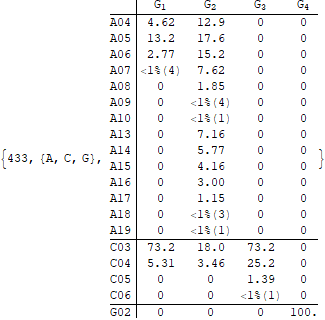 G1 G2 G3 G4
A04 4.62 12.9 0 0
A05 13.2 17.6 0 0
A06 2.77 15.2 0 0
A07 <1%(4) 7.62 0 0
A08 0 1.85 0 0
A09 0 <1%(4) 0 0
A10 0 <1%(1) 0 0
A13 0 7.16 0 0
A14 0 5.77 0 0
{433, {A, C, G}, A15 0 4.16 0 0 }
A16 0 3.00 0 0
A17 0 1.15 0 0
A18 0 <1%(3) 0 0
A19 0 <1%(1) 0 0
C03 73.2 18.0 73.2 0
C04 5.31 3.46 25.2 0
C05 0 0 1.39 0
C06 0 0 <1%(1) 0
G02 0 0 0 100.